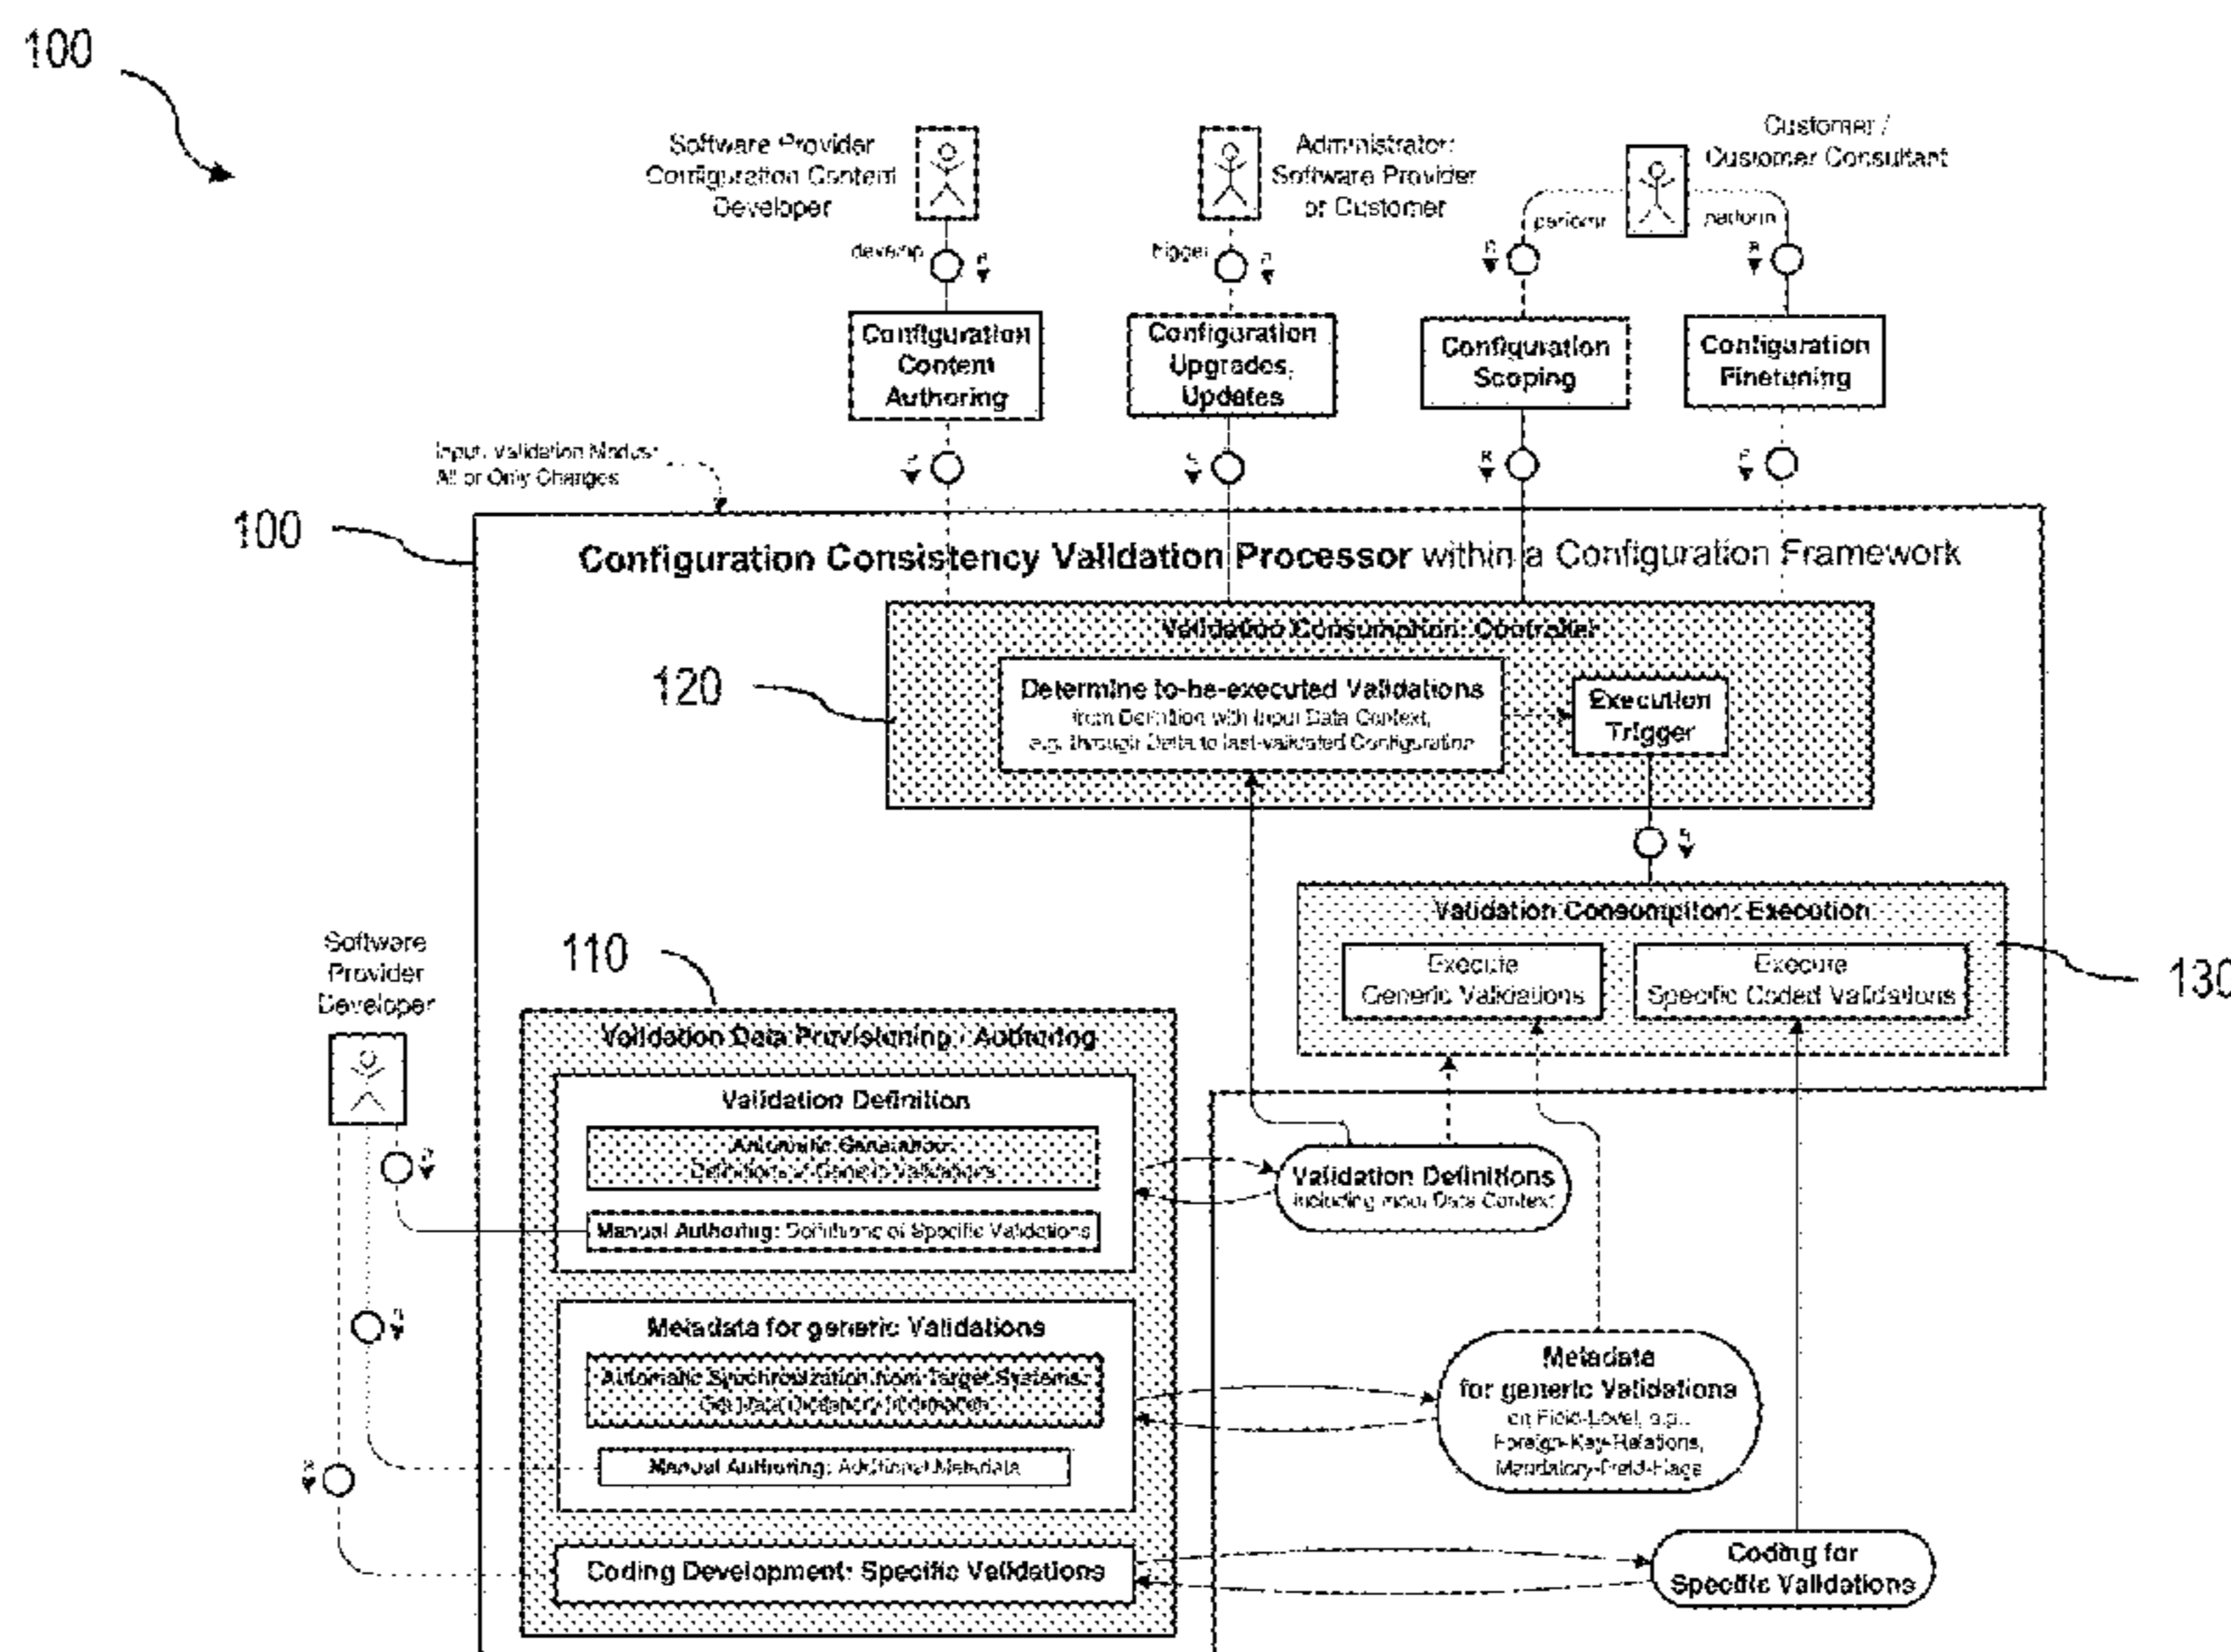 100
Software Provider
Configuration Content
Developer
Administrator:
Software Provider
or Customer
Customer /
Customer Consultant
develop
trigger
perform
perform
Configuration
Content
Authoring
Configuration
Upgrades,
Updates
Configuration
Scoping
Configuration
Finetuning
Input: Validation Modus:
All or Only Changes
R
R
100
Configuration Consistency Validation Processor within a Configuration Framework
Validation Consumption: Controller
120
Determine to-be-executed Validations
from Definition with Input Data Context,
e.g. through Delta to last-validated Configuration
Execution
Trigger
Validation Consumption: Execution
Execute
Generic Validations
Execute
Specific Coded Validations
130
Software
Provider
Developer
110
Validation Data Provisioning / Authoring
Validation Definition
Automatic Generation:
Definitions of Generic Validations
Manual Authoring: Definitions of Specific Validations
Validation Definitions
including Input Data Context
Metadata for generic Validations
Automatic Synchronization from Target Systems:
Get Data Dictionary Information
Manual Authoring: Additional Metadata
Metadata
for generic Validations
on Field-Level, e.g.,
Foreign-Key-Relations,
Mandatory-Field-Flags
Coding Development: Specific Validations
Coding for
Specific Validations